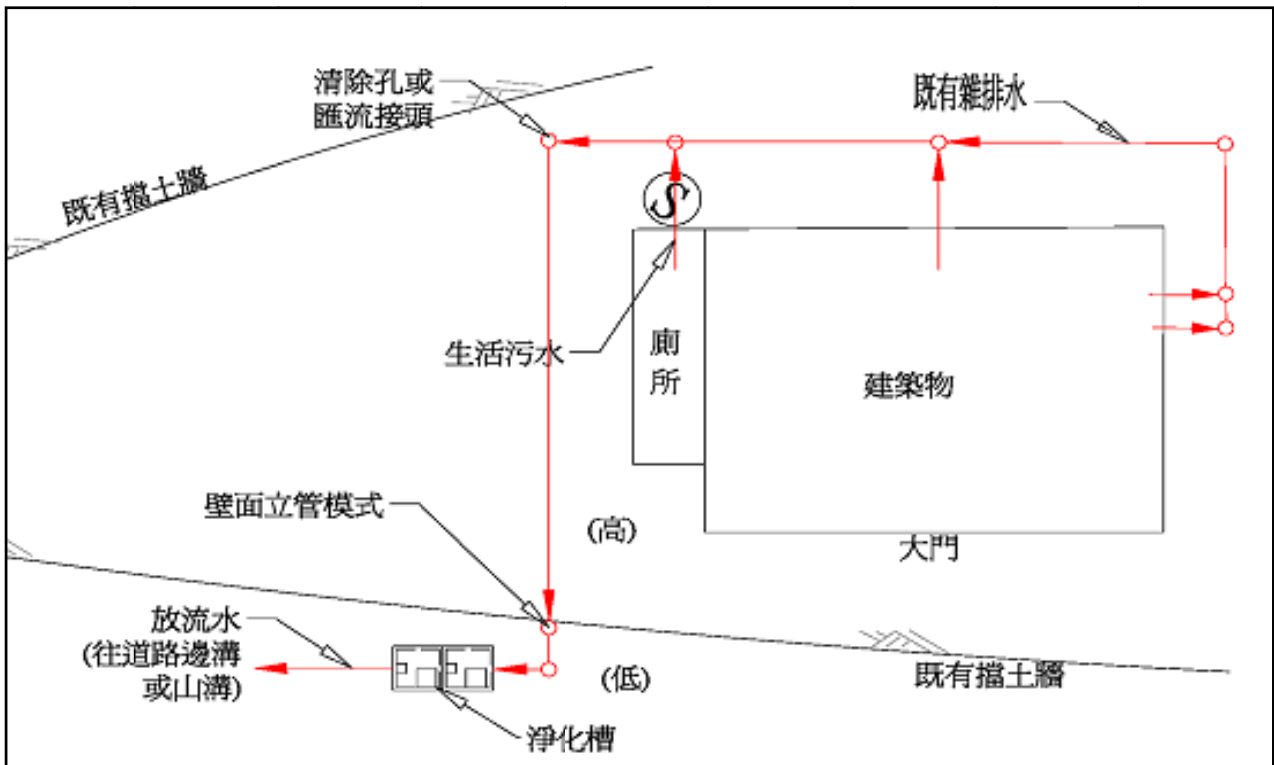 清除孔或
匯流接頭
既有雜排水
既有擋土牆
S
生活污水
廁
所
建築物
壁面立管模式
(高)
大門
放流水
(往道路邊溝
或山溝)
(低)
既有擋土牆
淨化槽